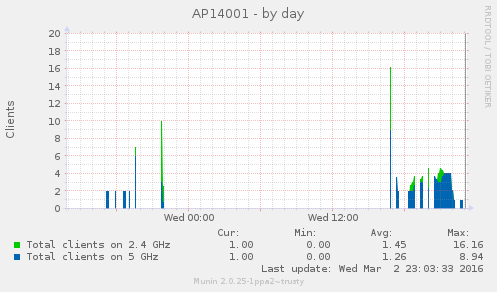 AP14001 - by day
RRDTOOL / TOBI OETIKER
Clients
20
18
16
14
12
10
8
6
4
2
0
Wed 00:00 Wed 12:00
Cur: Min: Avg: Max:
Total clients on 2.4 GHz 1.00 0.00 1.45 16.16
Total clients on 5 GHz 1.00 0.00 1.26 8.94
Last update: Wed Mar 2 23:03:33 2016
Munin 2.0.25-1ppa2~trusty